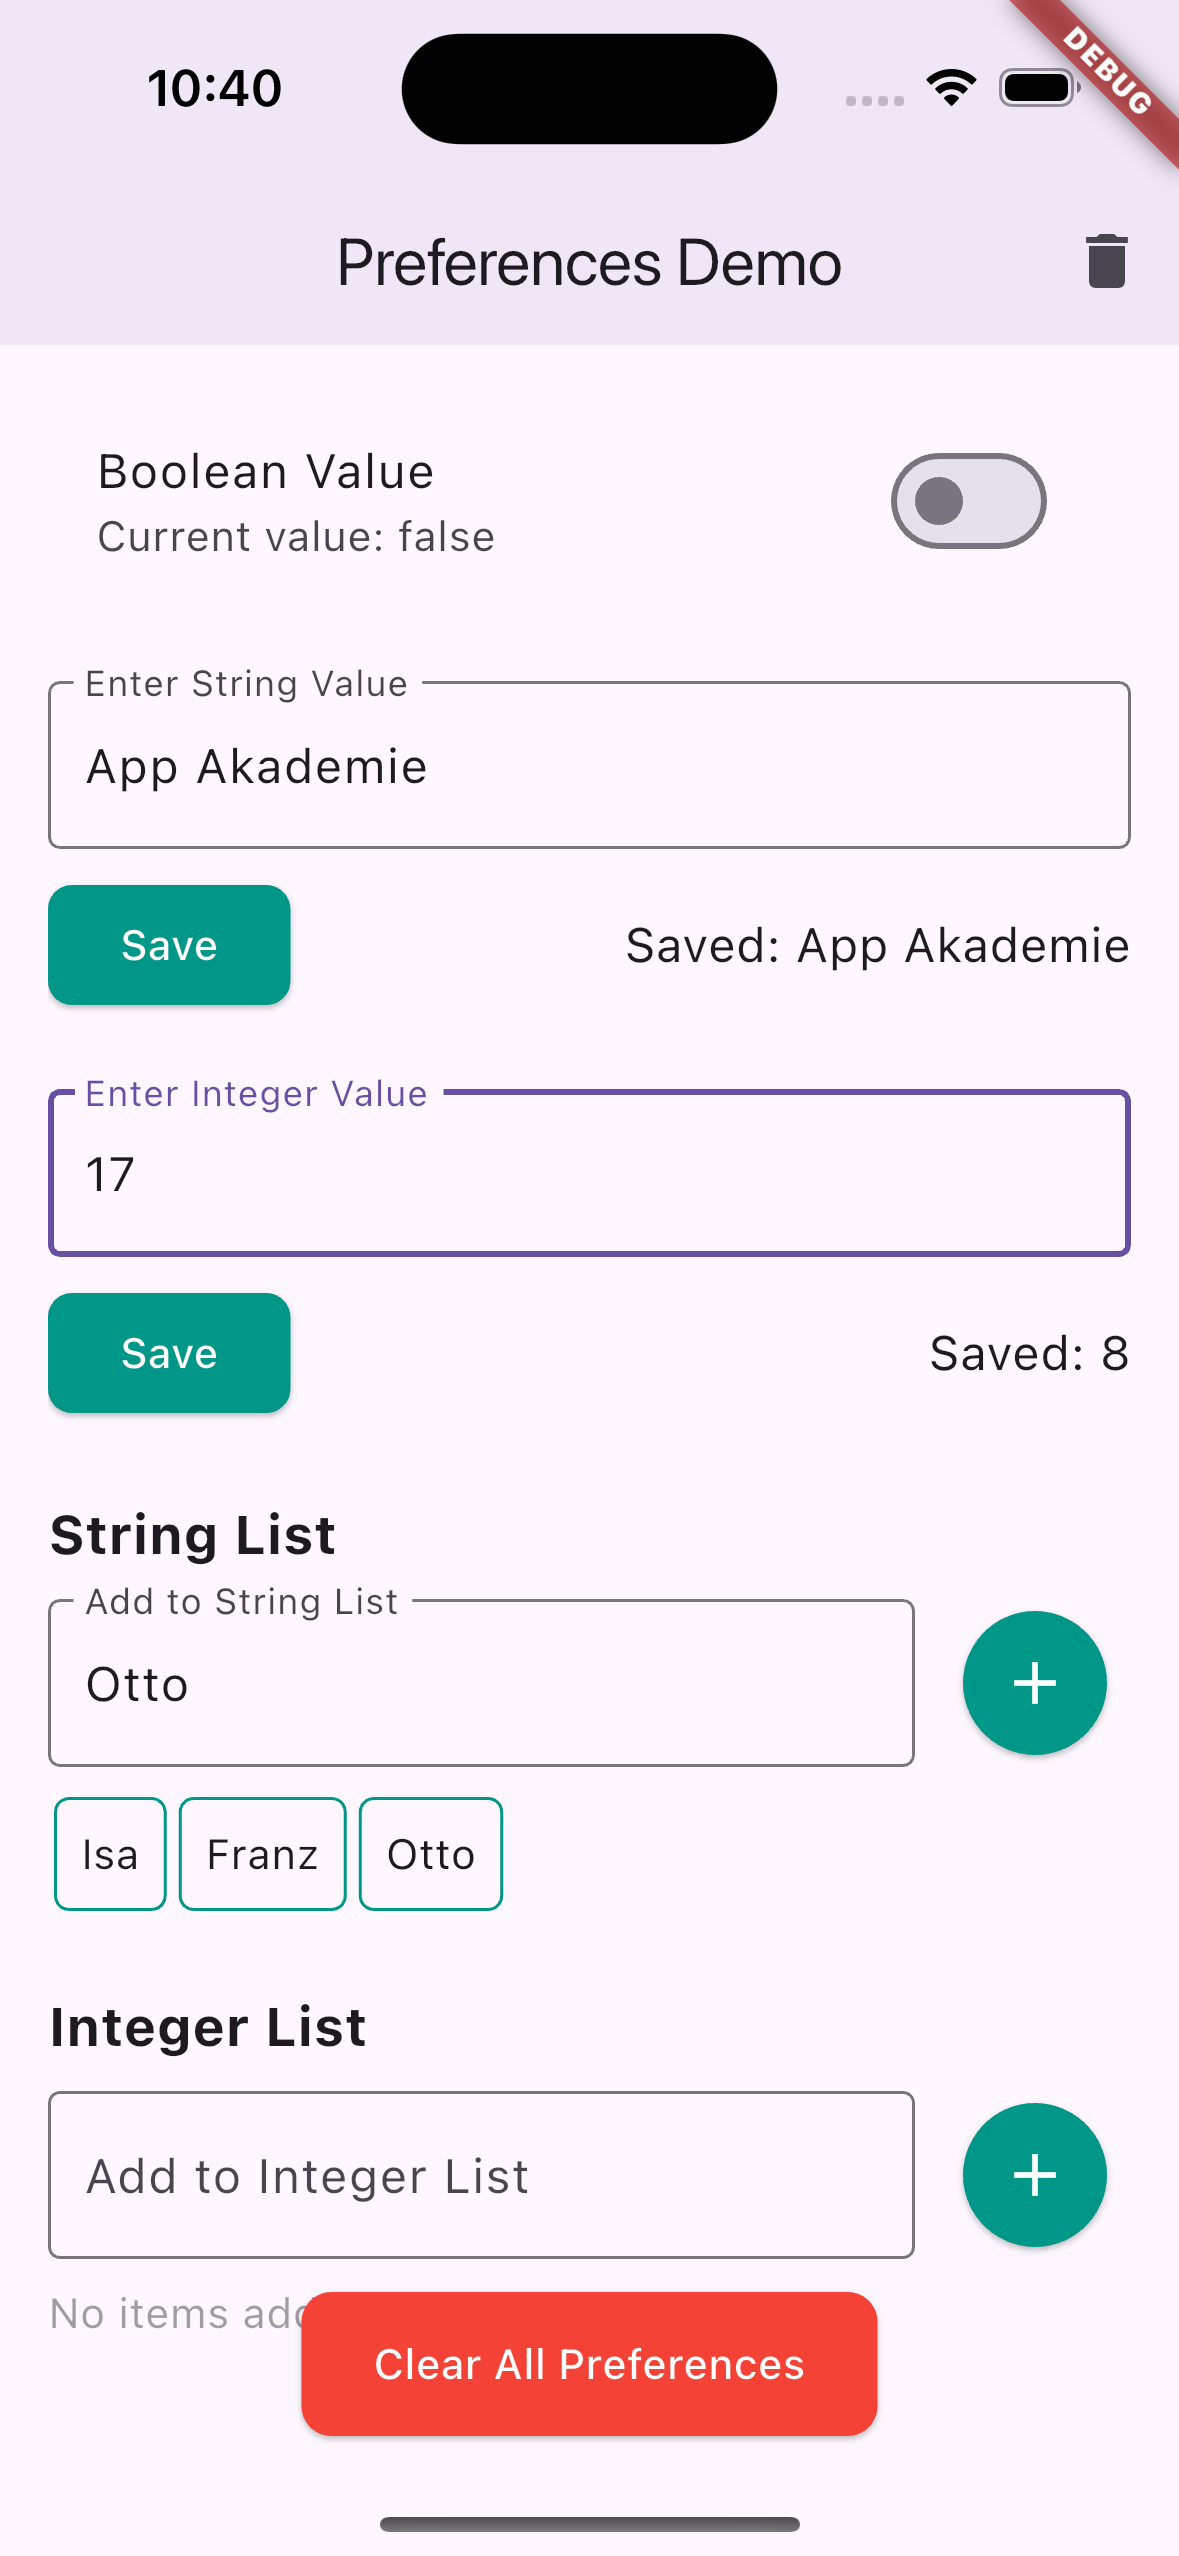 10:40
DEBUG
Preferences Demo
Boolean Value
Current value: false
Enter String Value
App Akademie
Save
Saved: App Akademie
Enter Integer Value
17
Save
Saved: 8
String List
Add to String List
Otto
+
Isa
Franz
Otto
Integer List
Add to Integer List
+
No items
Clear All Preferences